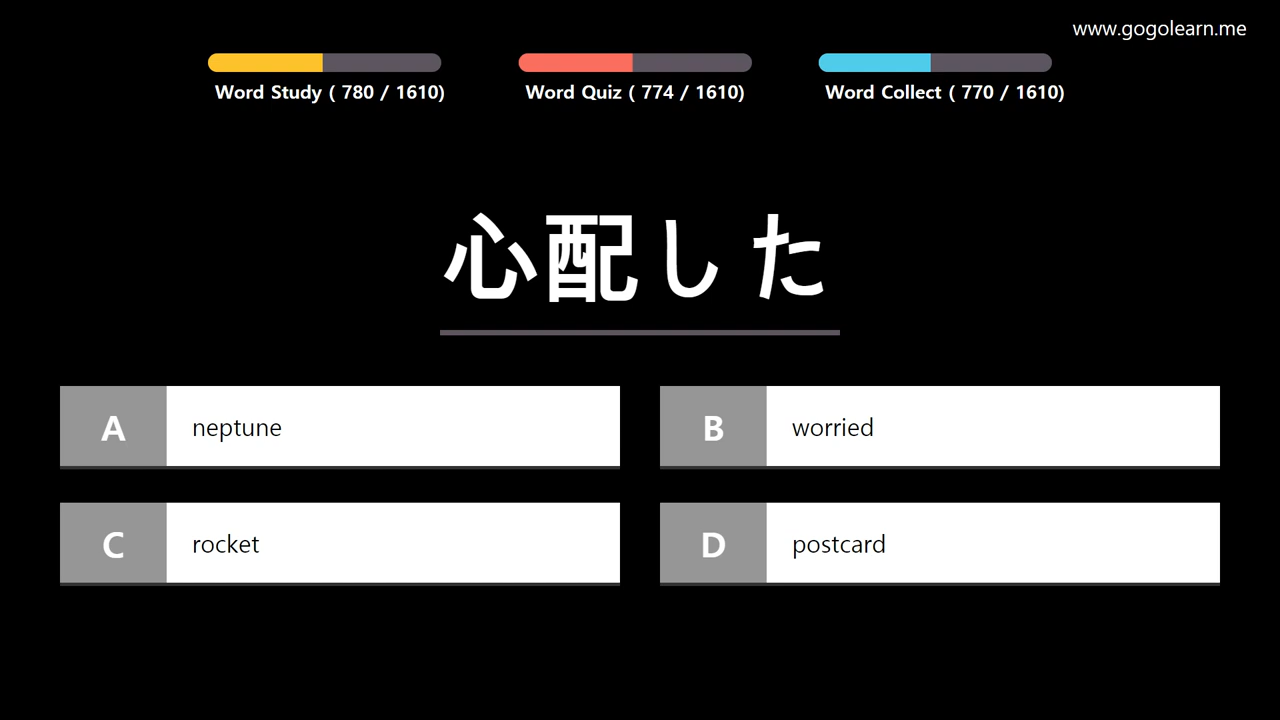 www.gogolearn.me
Word Study ( 780 / 1610)
Word Quiz ( 774 / 1610)
Word Collect ( 770 / 1610)
心配した
A neptune
B worried
C rocket
D postcard